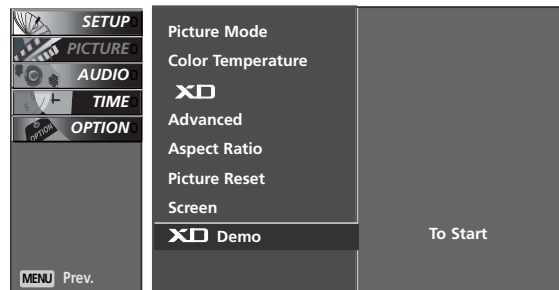 SETUP
PICTURE
AUDIO
TIME
OPTION
MENU Prev.
Picture Mode
Color Temperature
XD
Advanced
Aspect Ratio
Picture Reset
Screen
XD Demo
To Start